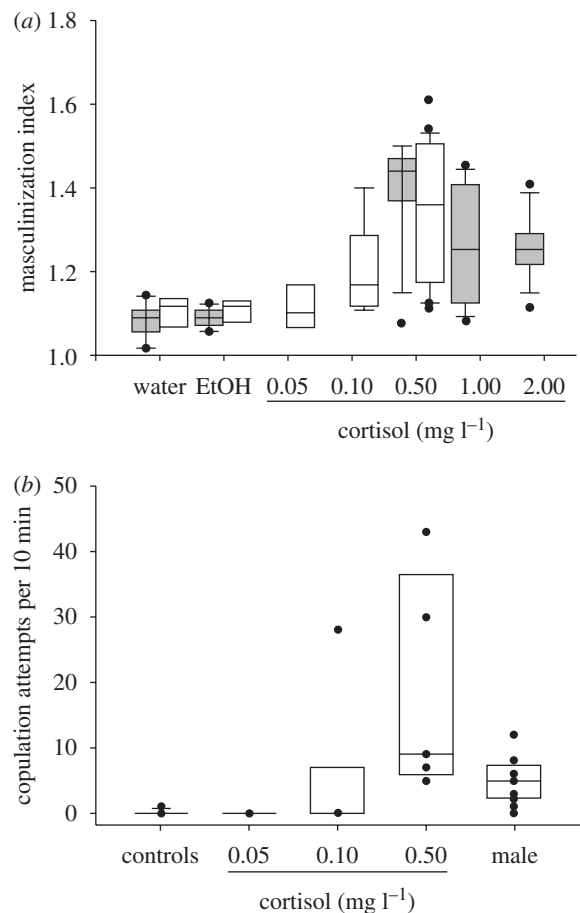 (a)
1.8
1.6
1.4
1.2
1.0
masculinization index
water EtOH 0.05 0.10 0.50 1.00 2.00
cortisol (mg l⁻¹)
(b)
50
40
30
20
10
0
copulation attempts per 10 min
controls 0.05 0.10 0.50 male
cortisol (mg l⁻¹)